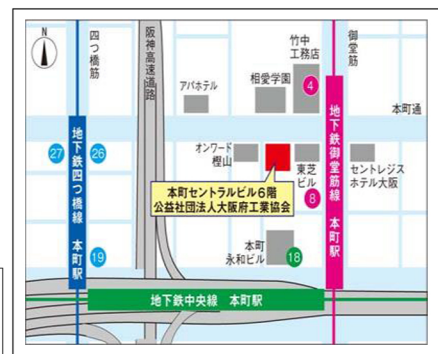 四つ橋筋
阪神高速道路
竹中
工務店
御堂筋
相愛学園
アパホテル
4
本町通
地下鉄四つ橋線 本町駅
地下鉄御堂筋線 本町駅
27
26
オンワード
樫山
東芝
ビル
セントレジス
ホテル大阪
本町セントラルビル6階
公益社団法人大阪府工業協会
8
本町
永和ビル
18
19
地下鉄中央線 本町駅